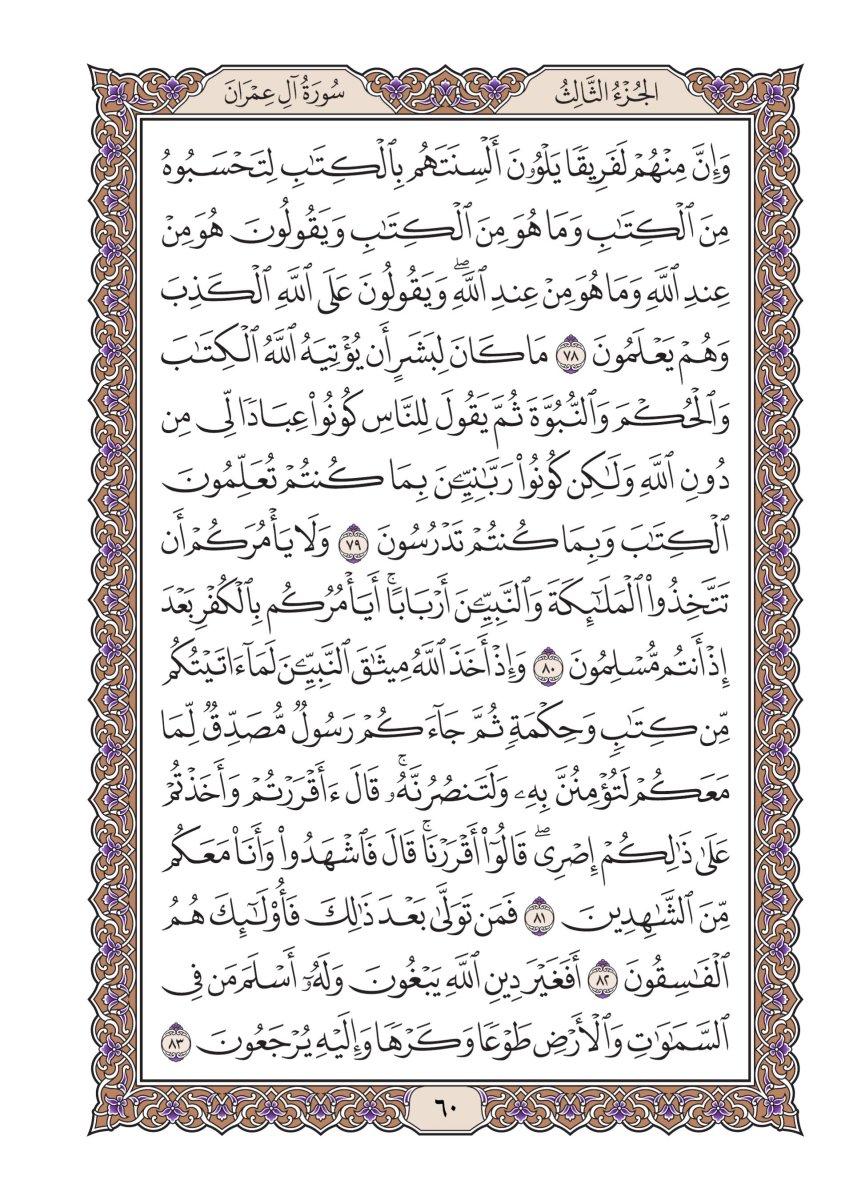 الجُزْءُ الثَّالِثُ
سُورَةُ آلِ عِمْرَانَ
وَإِنَّ مِنْهُمْ لَفَرِيقًا يَلْوُۥنَ أَلْسِنَتَهُم بِٱلْكِتَٰبِ لِتَحْسَبُوهُ
مِنَ ٱلْكِتَٰبِ وَمَا هُوَ مِنَ ٱلْكِتَٰبِ وَيَقُولُونَ هُوَ مِنْ
عِندِ ٱللَّهِ وَمَا هُوَ مِنْ عِندِ ٱللَّهِۖ وَيَقُولُونَ عَلَى ٱللَّهِ ٱلْكَذِبَ
وَهُمْ يَعْلَمُونَ ٧٨ مَا كَانَ لِبَشَرٍ أَن يُؤْتِيَهُ ٱللَّهُ ٱلْكِتَٰبَ
وَٱلْحُكْمَ وَٱلنُّبُوَّةَ ثُمَّ يَقُولَ لِلنَّاسِ كُونُوا۟ عِبَادًا لِّى مِن
دُونِ ٱللَّهِ وَلَٰكِن كُونُوا۟ رَبَّٰنِيِّۦنَ بِمَا كُنتُمْ تُعَلِّمُونَ
ٱلْكِتَٰبَ وَبِمَا كُنتُمْ تَدْرُسُونَ ٧٩ وَلَا يَأْمُرَكُمْ أَن
تَتَّخِذُوا۟ ٱلْمَلَٰٓئِكَةَ وَٱلنَّبِيِّۦنَ أَرْبَابًاۚ أَيَأْمُرُكُم بِٱلْكُفْرِ بَعْدَ
إِذْ أَنتُم مُّسْلِمُونَ ٨٠ وَإِذْ أَخَذَ ٱللَّهُ مِيثَٰقَ ٱلنَّبِيِّۦنَ لَمَآ ءَاتَيْتُكُم
مِّن كِتَٰبٍ وَحِكْمَةٍ ثُمَّ جَآءَكُمْ رَسُولٌ مُّصَدِّقٌ لِّمَا
مَعَكُمْ لَتُؤْمِنُنَّ بِهِۦ وَلَتَنصُرُنَّهُۥۚ قَالَ ءَأَقْرَرْتُمْ وَأَخَذْتُمْ
عَلَىٰ ذَٰلِكُمْ إِصْرِىۖ قَالُوٓا۟ أَقْرَرْنَاۚ قَالَ فَٱشْهَدُوا۟ وَأَنَا۠ مَعَكُم
مِّنَ ٱلشَّٰهِدِينَ ٨١ فَمَن تَوَلَّىٰ بَعْدَ ذَٰلِكَ فَأُو۟لَٰٓئِكَ هُمُ
ٱلْفَٰسِقُونَ ٨٢ أَفَغَيْرَ دِينِ ٱللَّهِ يَبْغُونَ وَلَهُۥٓ أَسْلَمَ مَن فِى
ٱلسَّمَٰوَٰتِ وَٱلْأَرْضِ طَوْعًا وَكَرْهًا وَإِلَيْهِ يُرْجَعُونَ ٨٣
٦٠